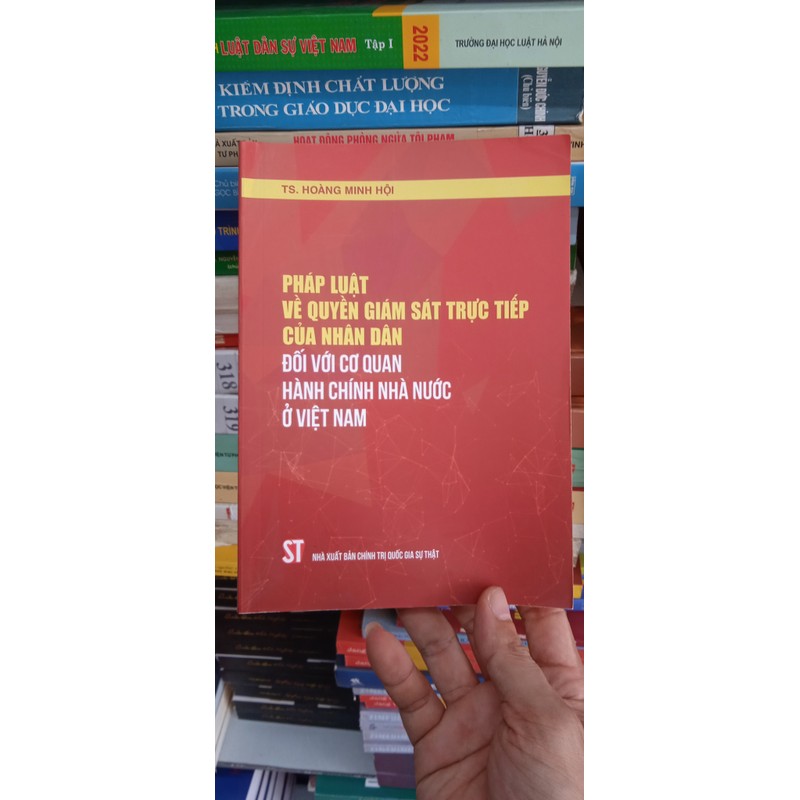 LUẬT DÂN SỰ VIỆT NAM Tập I 2022 TRƯỜNG ĐẠI HỌC LUẬT HÀ NỘI
KIỂM ĐỊNH CHẤT LƯỢNG
TRONG GIÁO DỤC ĐẠI HỌC
(Chủ biên)
HOẠT ĐỘNG PHÒNG NGỪA TỘI PHẠM
TS. HOÀNG MINH HỘI
PHÁP LUẬT
VỀ QUYỀN GIÁM SÁT TRỰC TIẾP
CỦA NHÂN DÂN
ĐỐI VỚI CƠ QUAN
HÀNH CHÍNH NHÀ NƯỚC
Ở VIỆT NAM
318
319
ST NHÀ XUẤT BẢN CHÍNH TRỊ QUỐC GIA SỰ THẬT